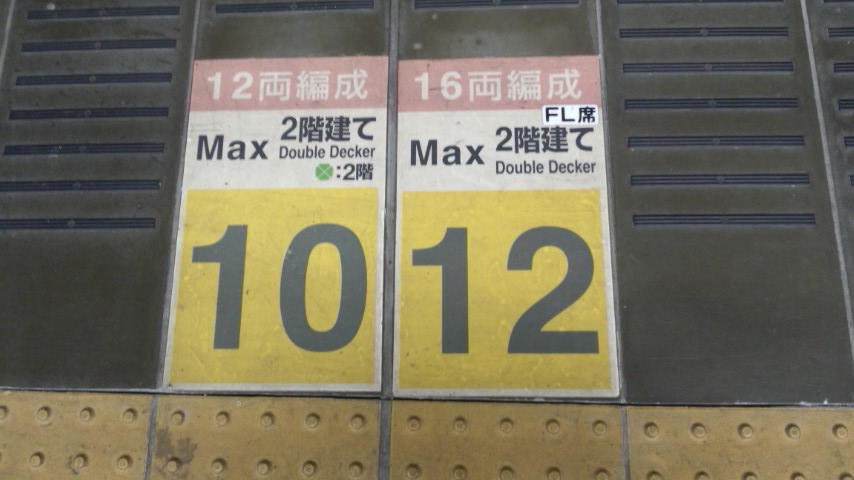 12両編成
Max 2階建て
Double Decker
:2階
10
16両編成
FL席
Max 2階建て
Double Decker
12